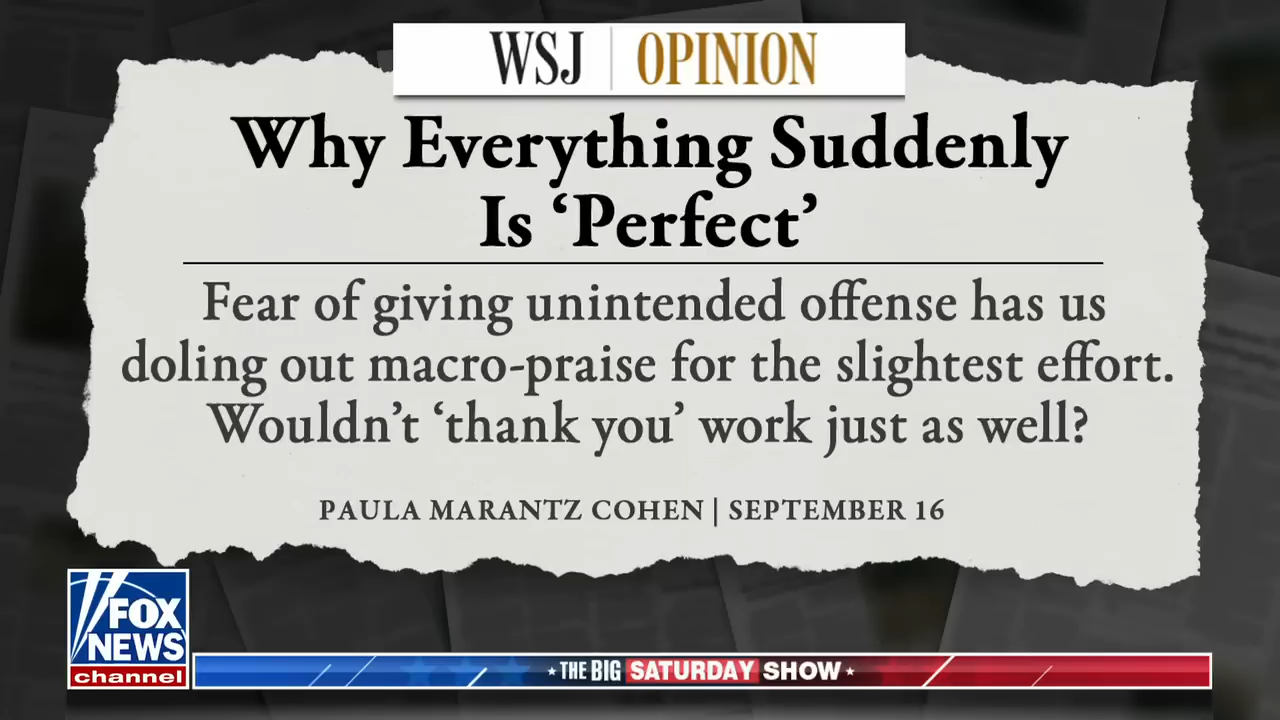 WSJ | OPINION
Why Everything Suddenly
Is ‘Perfect’
Fear of giving unintended offense has us
doling out macro-praise for the slightest effort.
Wouldn’t ‘thank you’ work just as well?
PAULA MARANTZ COHEN | SEPTEMBER 16
FOX
NEWS
channel
THE BIG SATURDAY SHOW